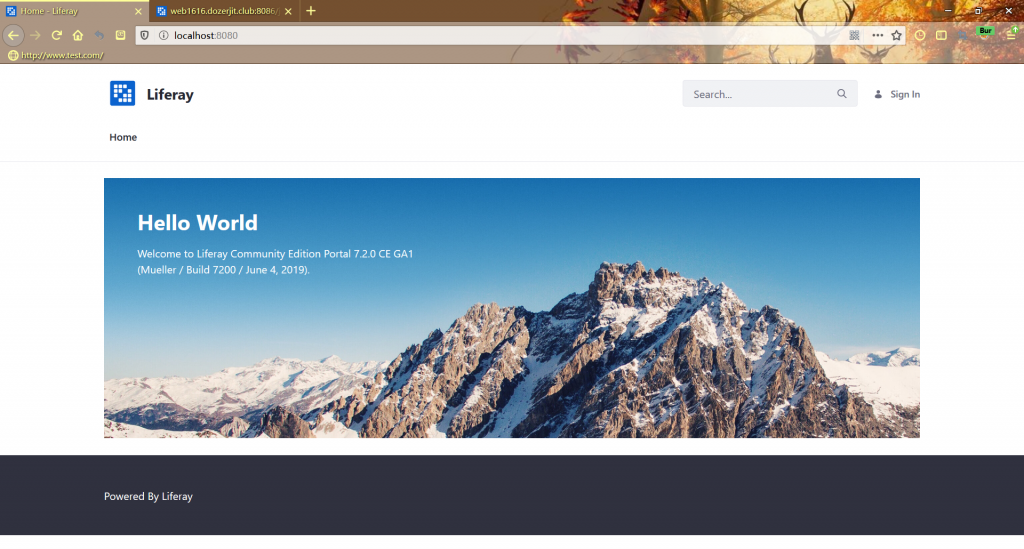 Home - Liferay
web1616.dozerjit.club:8086/
localhost:8080
Bur
http://www.test.com/
Liferay
Search...
Sign In
Home
Hello World
Welcome to Liferay Community Edition Portal 7.2.0 CE GA1
(Mueller / Build 7200 / June 4, 2019).
Powered By Liferay